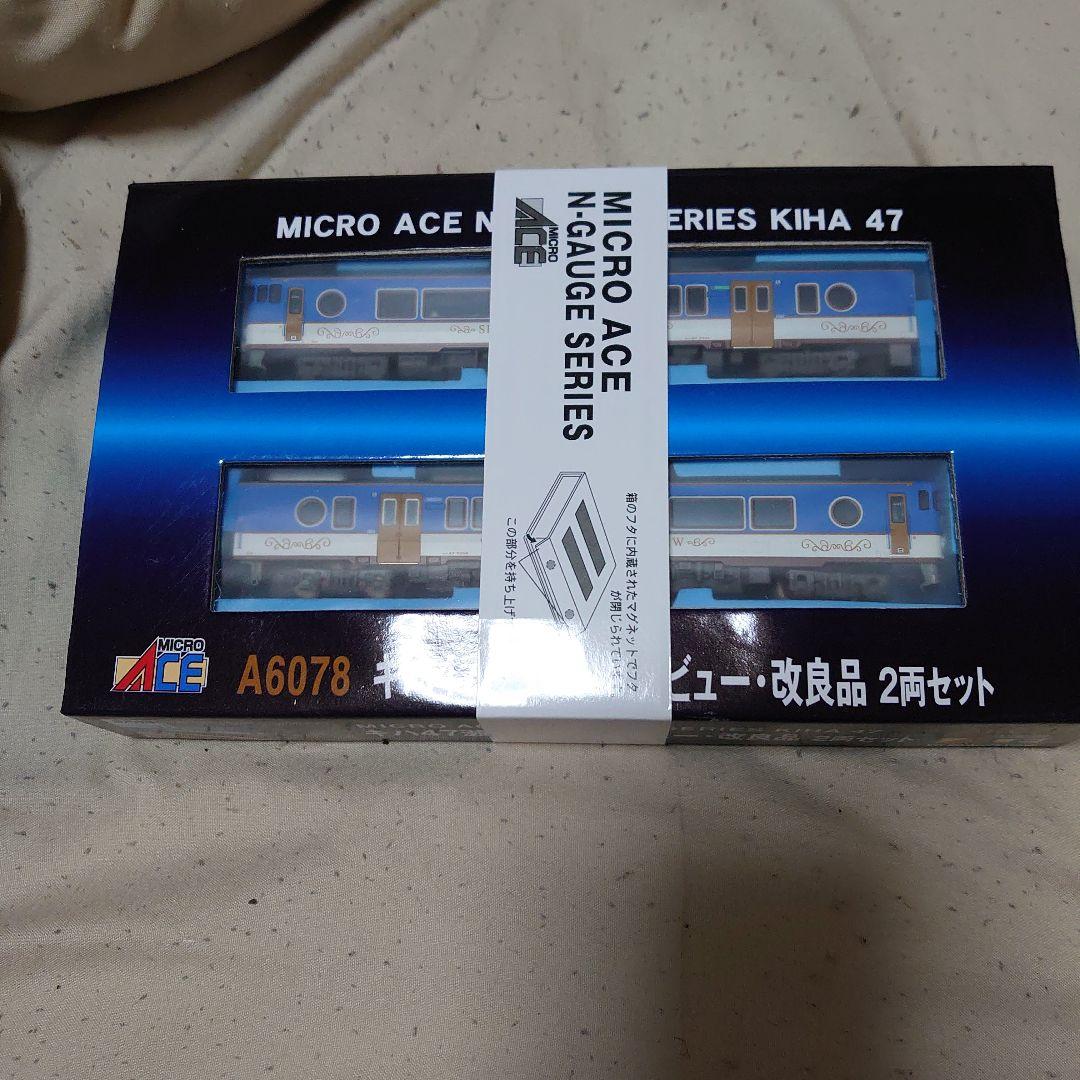 MICRO ACE N
ERIES KIHA 47
MICRO ACE
N-GAUGE SERIES
MICRO
ACE
箱のフタに内蔵されたマグネットでフタ
が閉じられてい
この部分を持ち上げ
MICRO
ACE
A6078 キ
ビュー・改良品 2両セット